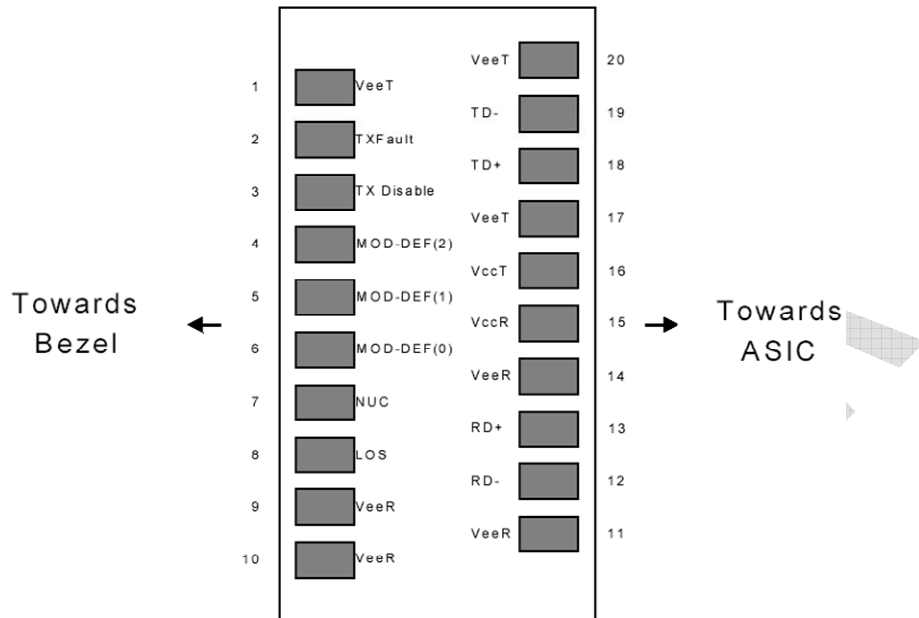 VeeT 20
1 VeeT
TD- 19
2 TXFault
TD+ 18
3 TX Disable
VeeT 17
4 MOD-DEF(2)
VccT 16
5 MOD-DEF(1)
Towards
Bezel
VccR 15
Towards
ASIC
6 MOD-DEF(0)
VeeR 14
7 NUC
RD+ 13
8 LOS
RD- 12
9 VeeR
VeeR 11
10 VeeR